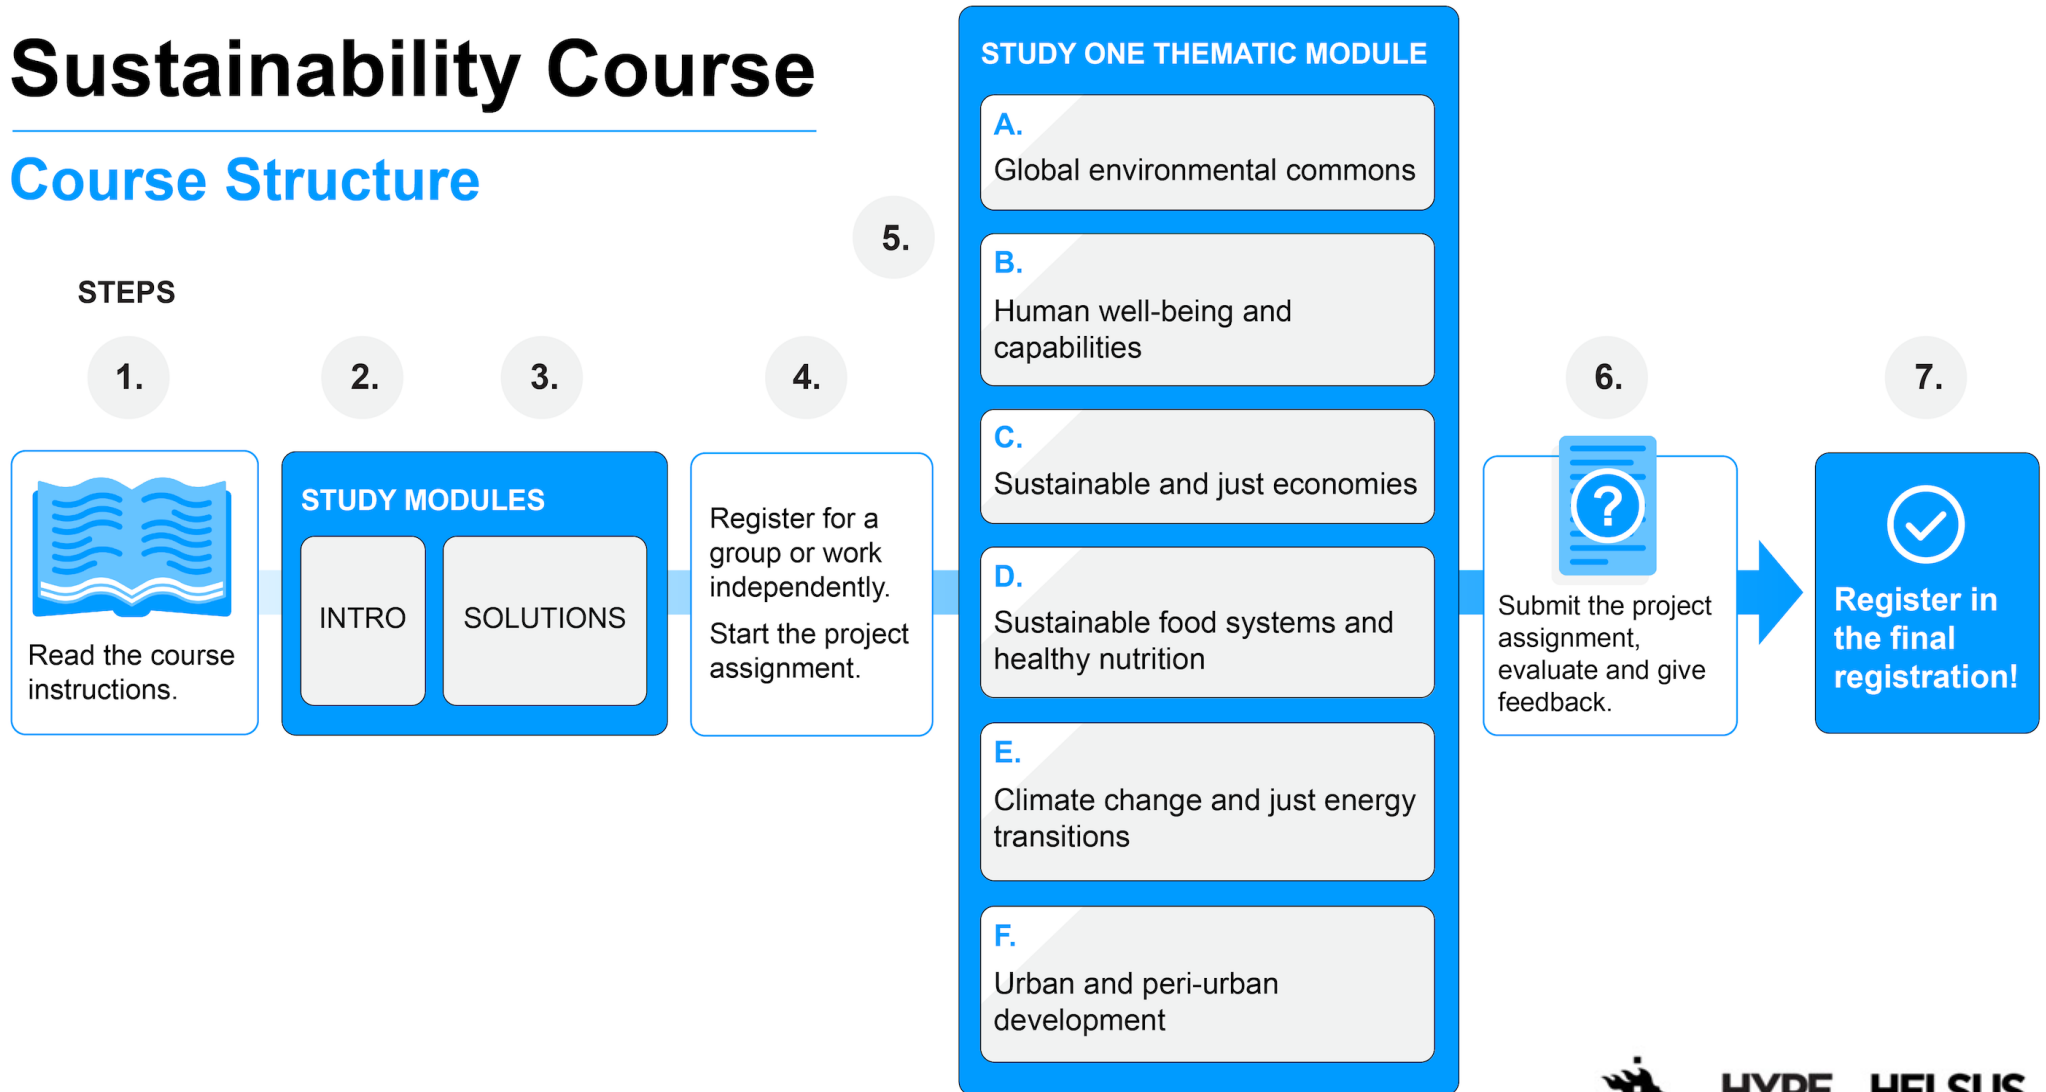 Sustainability Course
Course Structure
STEPS
1.
Read the course
instructions.
2.
3.
STUDY MODULES
INTRO
SOLUTIONS
4.
Register for a
group or work
independently.
Start the project
assignment.
5.
STUDY ONE THEMATIC MODULE
A.
Global environmental commons
B.
Human well-being and
capabilities
C.
Sustainable and just economies
D.
Sustainable food systems and
healthy nutrition
E.
Climate change and just energy
transitions
F.
Urban and peri-urban
development
6.
?
Submit the project
assignment,
evaluate and give
feedback.
7.
Register in
the final
registration!
HYPE
HELSUS